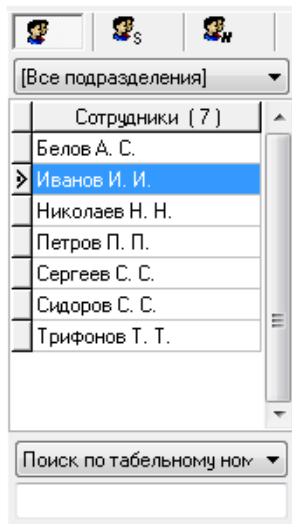 S
N
[Все подразделения]
Сотрудники (7)
Белов А. С.
Иванов И. И.
Николаев Н. Н.
Петров П. П.
Сергеев С. С.
Сидоров С. С.
Трифонов Т. Т.
Поиск по табельному ном